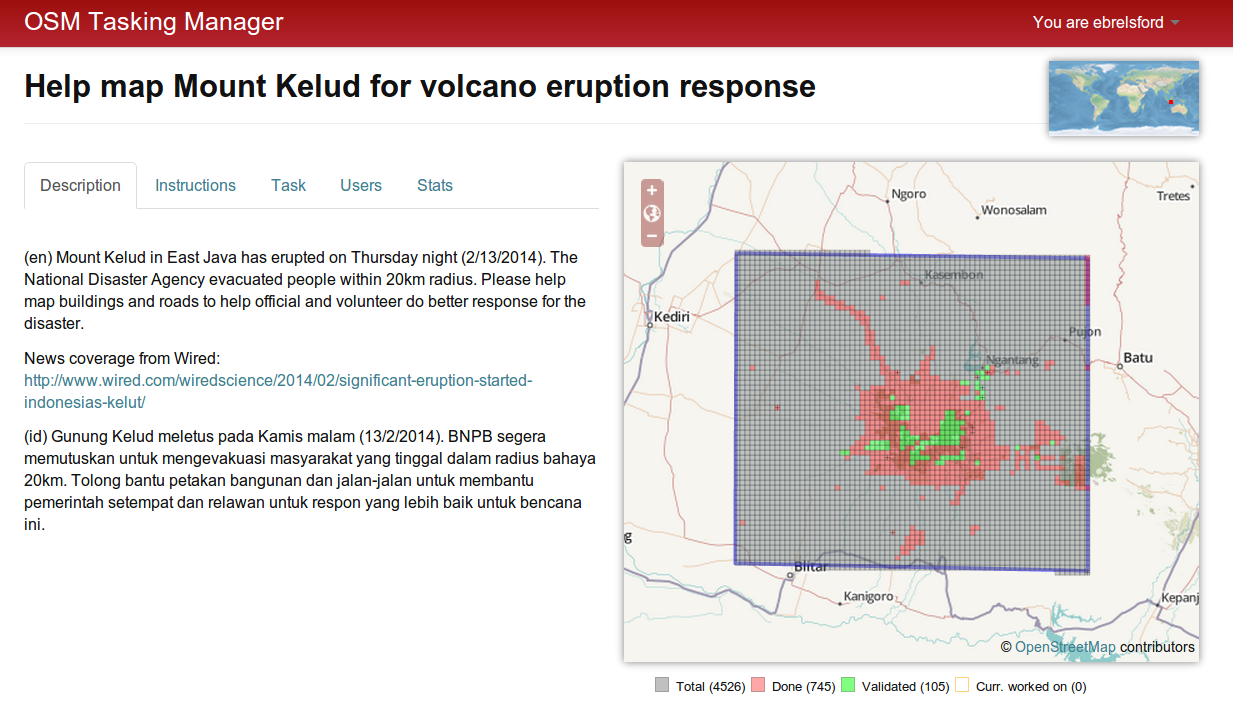 OSM Tasking Manager
You are ebrelsford
Help map Mount Kelud for volcano eruption response
Description
Instructions
Task
Users
Stats
(en) Mount Kelud in East Java has erupted on Thursday night (2/13/2014). The
National Disaster Agency evacuated people within 20km radius. Please help
map buildings and roads to help official and volunteer do better response for the
disaster.
News coverage from Wired:
http://www.wired.com/wiredscience/2014/02/significant-eruption-started-
indonesias-kelut/
(id) Gunung Kelud meletus pada Kamis malam (13/2/2014). BNPB segera
memutuskan untuk mengevakuasi masyarakat yang tinggal dalam radius bahaya
20km. Tolong bantu petakan bangunan dan jalan-jalan untuk membantu
pemerintah setempat dan relawan untuk respon yang lebih baik untuk bencana
ini.
+
−
Ngoro
Tretes
Wonosalam
Kasembon
Kediri
Pujon
Ngantang
Batu
g
Blitar
Kanigoro
Kepanj
© OpenStreetMap contributors
Total (4526)
Done (745)
Validated (105)
Curr. worked on (0)